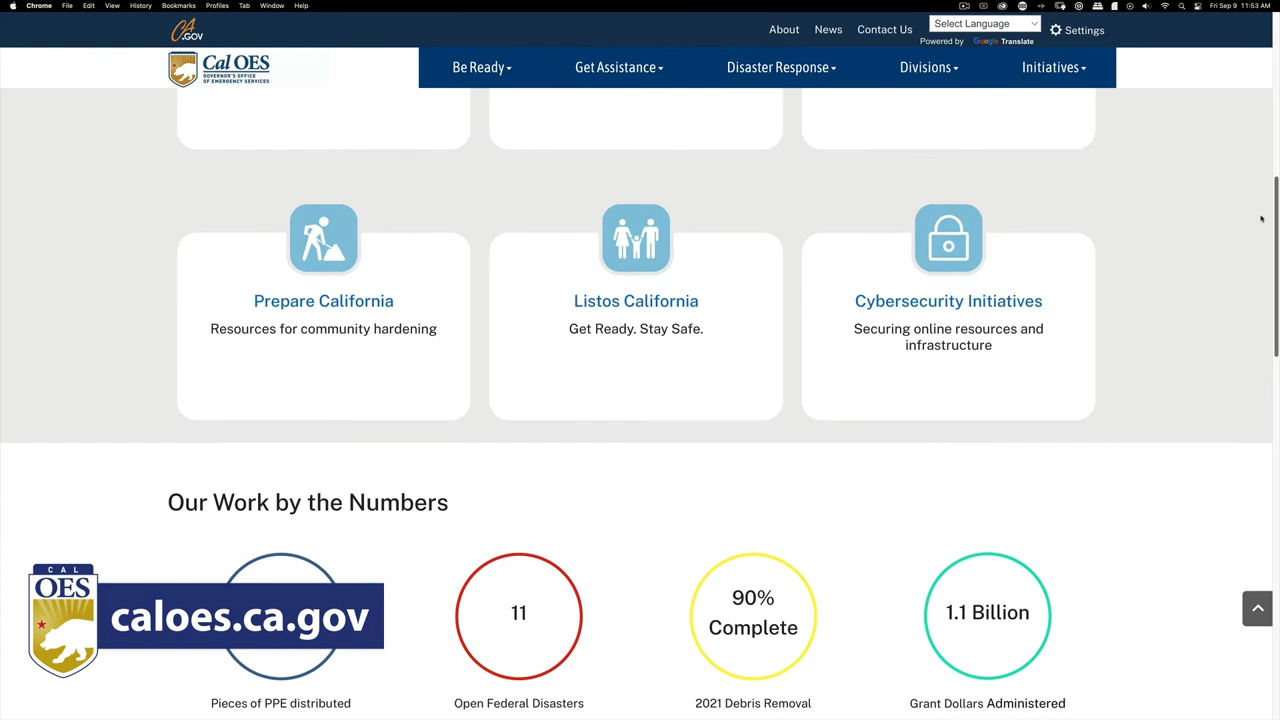 Chrome File Edit View History Bookmarks Profiles Tab Window Help
Fri Sep 9 11:53 AM
CA.GOV
About News Contact Us
Select Language
Powered by Google Translate
Settings
Cal OES
GOVERNOR'S OFFICE
OF EMERGENCY SERVICES
Be Ready Get Assistance Disaster Response Divisions Initiatives
Prepare California
Resources for community hardening
Listos California
Get Ready. Stay Safe.
Cybersecurity Initiatives
Securing online resources and
infrastructure
Our Work by the Numbers
CAL
OES
caloes.ca.gov
Pieces of PPE distributed
11
Open Federal Disasters
90%
Complete
2021 Debris Removal
1.1 Billion
Grant Dollars Administered